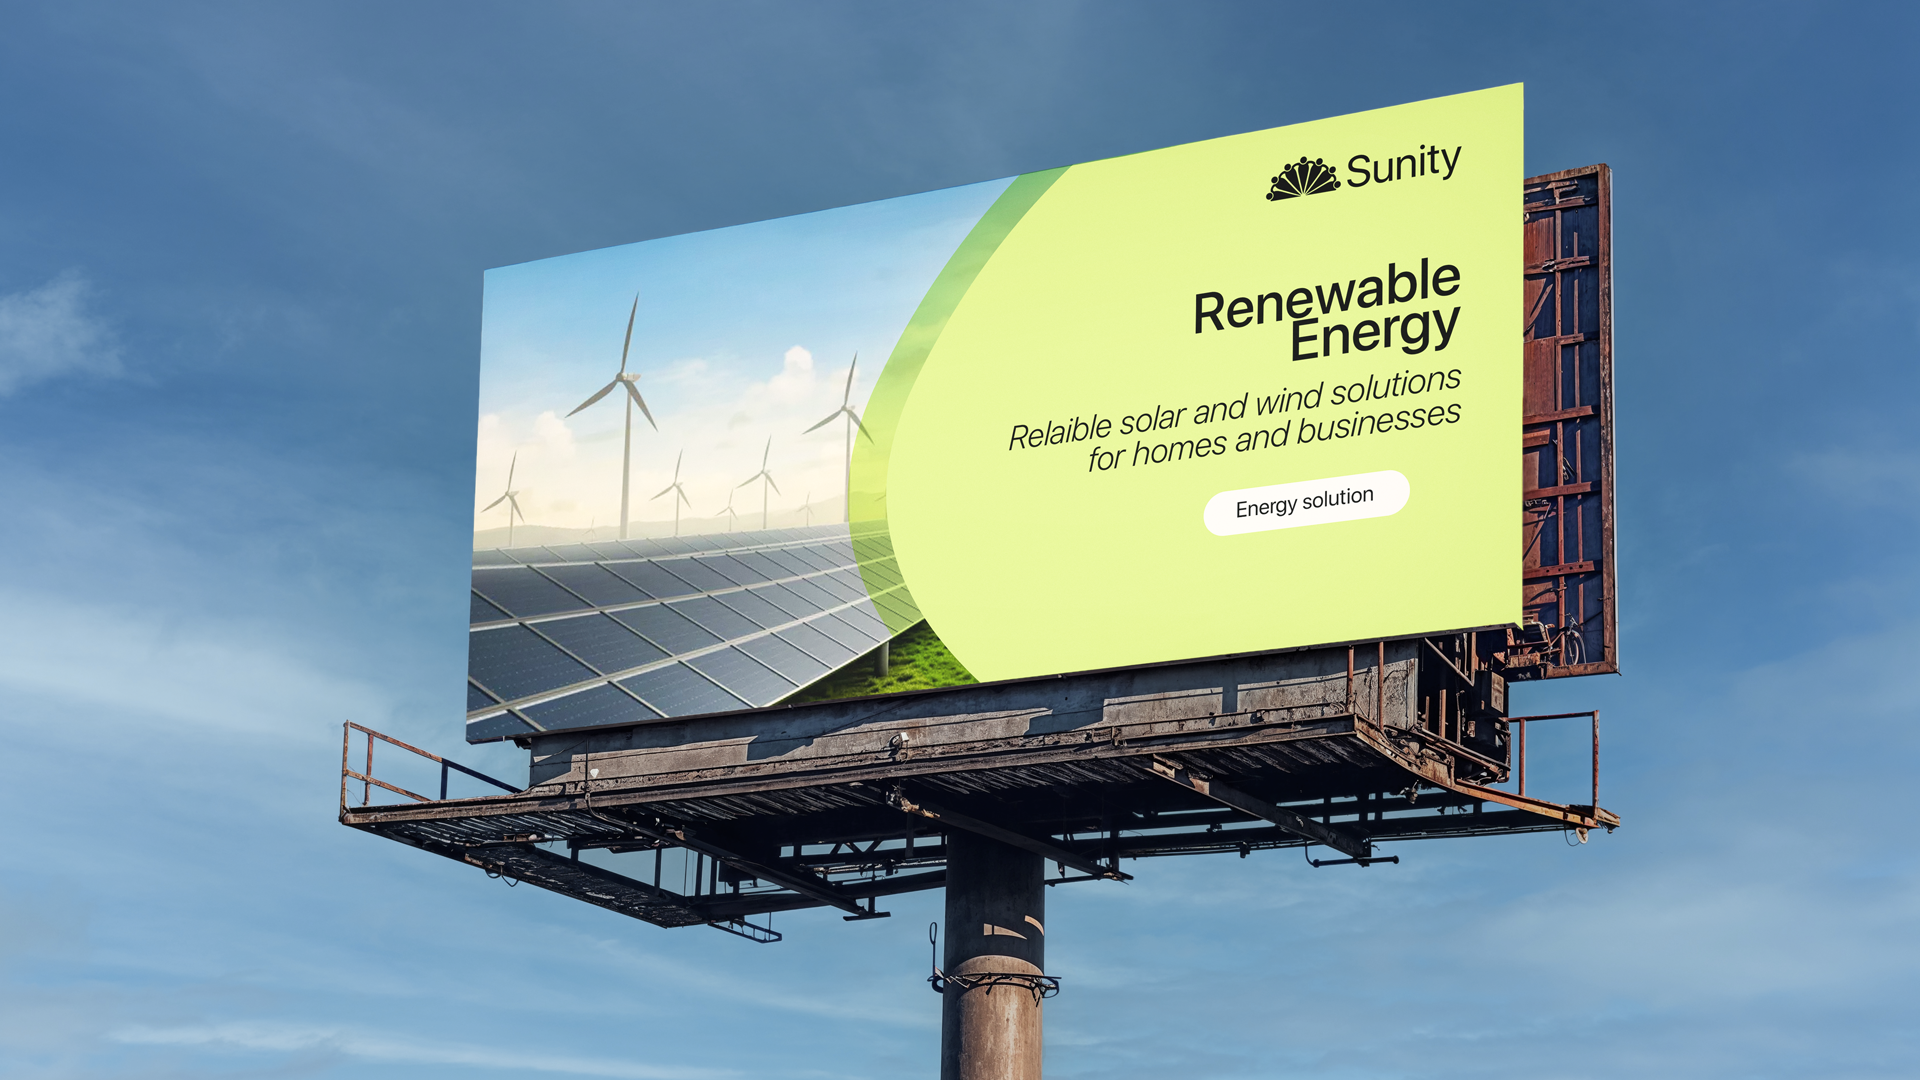 Sunity
Renewable
Energy
Relaible solar and wind solutions
for homes and businesses
Energy solution